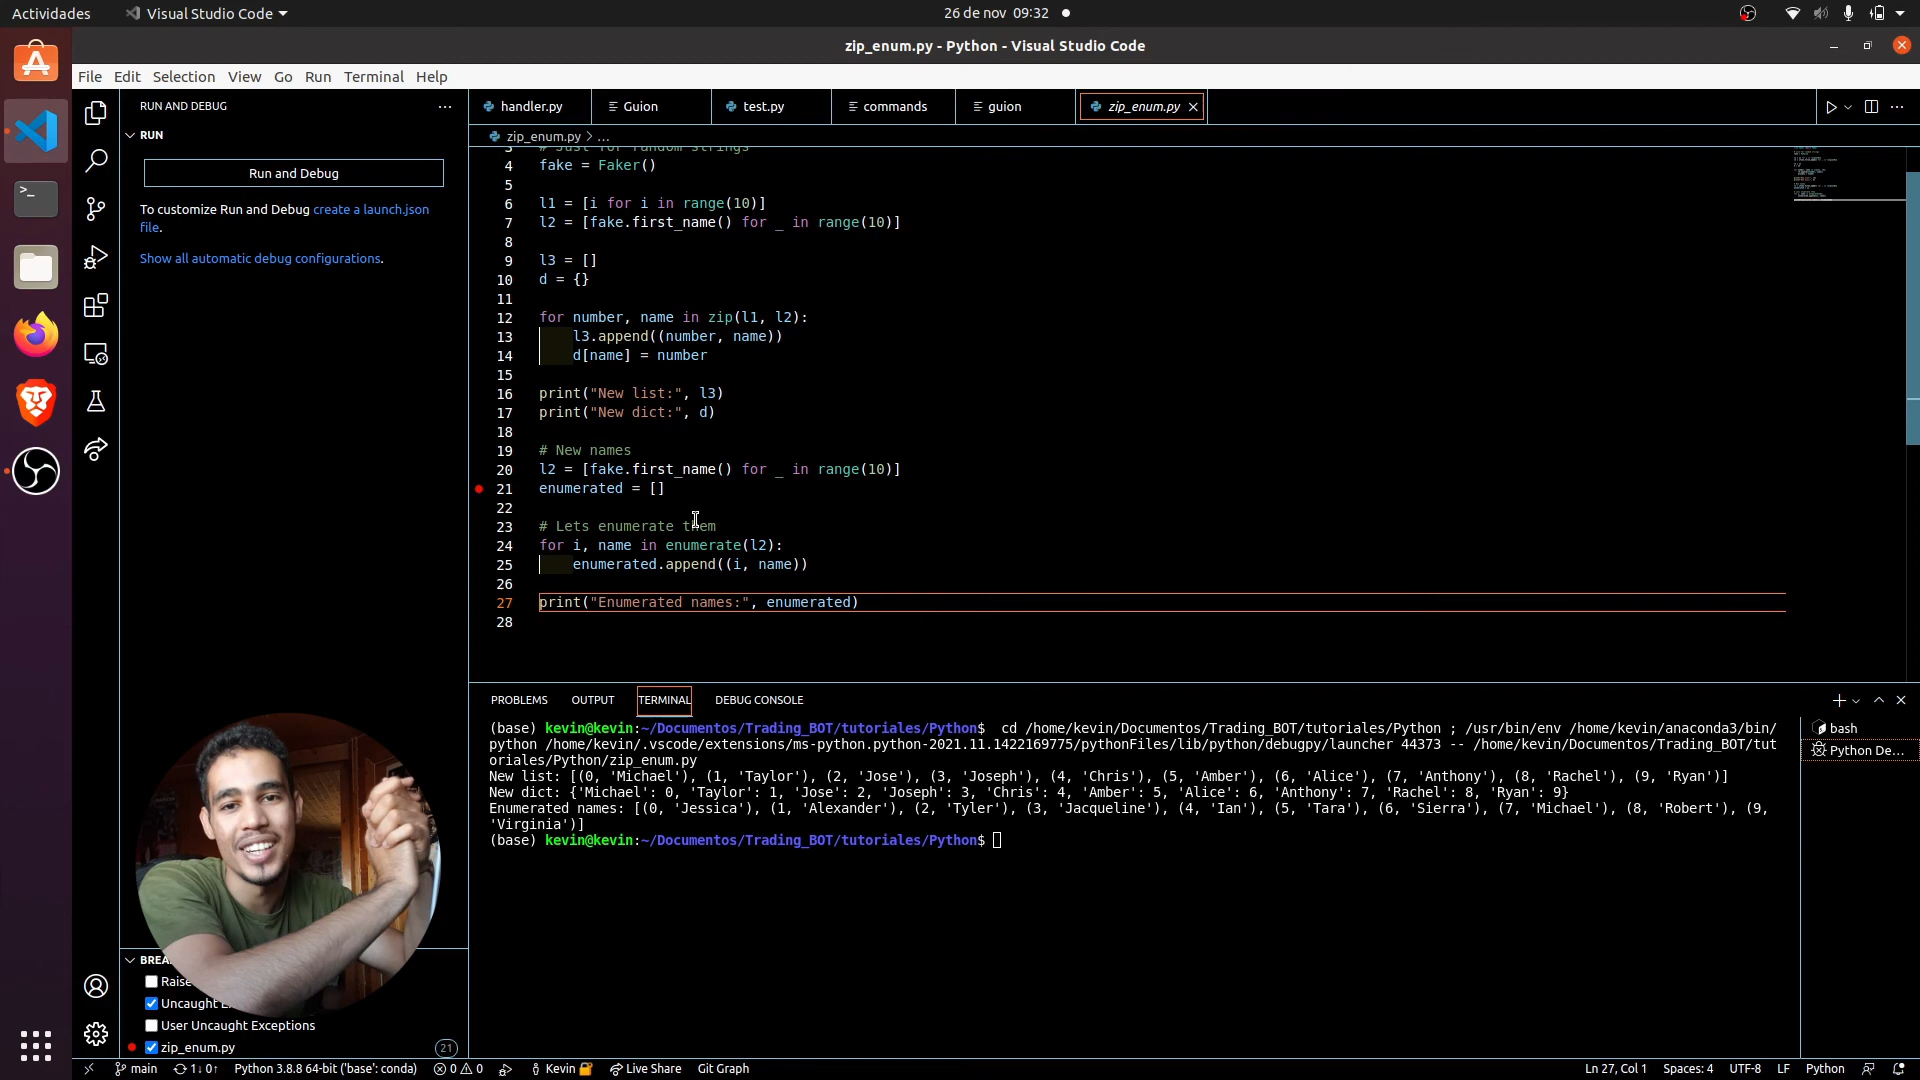 Actividades
Visual Studio Code
26 de nov 09:32
zip_enum.py - Python - Visual Studio Code
File Edit Selection View Go Run Terminal Help
RUN AND DEBUG
RUN
Run and Debug
To customize Run and Debug create a launch.json
file.
Show all automatic debug configurations.
handler.py
Guion
test.py
commands
guion
zip_enum.py
zip_enum.py > ...
3 # Just for random strings
4 fake = Faker()
5
6 l1 = [i for i in range(10)]
7 l2 = [fake.first_name() for _ in range(10)]
8
9 l3 = []
10 d = {}
11
12 for number, name in zip(l1, l2):
13 l3.append((number, name))
14 d[name] = number
15
16 print("New list:", l3)
17 print("New dict:", d)
18
19 # New names
20 l2 = [fake.first_name() for _ in range(10)]
21 enumerated = []
22
23 # Lets enumerate them
24 for i, name in enumerate(l2):
25 enumerated.append((i, name))
26
27 print("Enumerated names:", enumerated)
28
PROBLEMS OUTPUT TERMINAL DEBUG CONSOLE
(base) kevin@kevin:~/Documentos/Trading_BOT/tutoriales/Python$ cd /home/kevin/Documentos/Trading_BOT/tutoriales/Python ; /usr/bin/env /home/kevin/anaconda3/bin/
python /home/kevin/.vscode/extensions/ms-python.python-2021.11.1422169775/pythonFiles/lib/python/debugpy/launcher 44373 -- /home/kevin/Documentos/Trading_BOT/tut
oriales/Python/zip_enum.py
New list: [(0, 'Michael'), (1, 'Taylor'), (2, 'Jose'), (3, 'Joseph'), (4, 'Chris'), (5, 'Amber'), (6, 'Alice'), (7, 'Anthony'), (8, 'Rachel'), (9, 'Ryan')]
New dict: {'Michael': 0, 'Taylor': 1, 'Jose': 2, 'Joseph': 3, 'Chris': 4, 'Amber': 5, 'Alice': 6, 'Anthony': 7, 'Rachel': 8, 'Ryan': 9}
Enumerated names: [(0, 'Jessica'), (1, 'Alexander'), (2, 'Tyler'), (3, 'Jacqueline'), (4, 'Ian'), (5, 'Tara'), (6, 'Sierra'), (7, 'Michael'), (8, 'Robert'), (9,
'Virginia')]
(base) kevin@kevin:~/Documentos/Trading_BOT/tutoriales/Python$
bash
Python De...
BREA
Raise
Uncaught E
User Uncaught Exceptions
zip_enum.py
21
main
1↓ 0↑
Python 3.8.8 64-bit ('base': conda)
0 0
Kevin
Live Share
Git Graph
Ln 27, Col 1
Spaces: 4
UTF-8
LF
Python